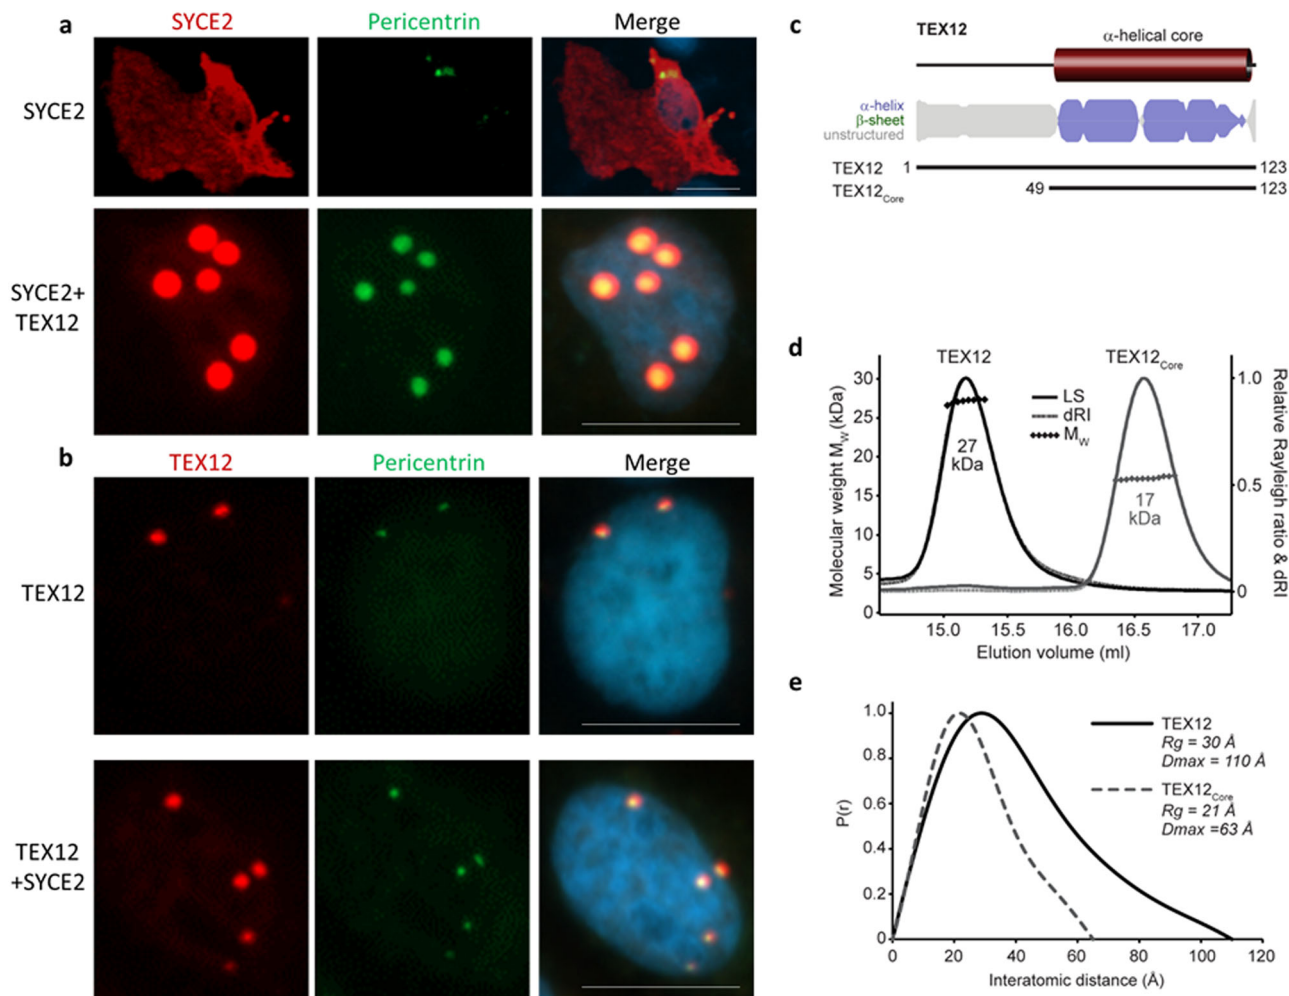 a
SYCE2 Pericentrin Merge
SYCE2
SYCE2+
TEX12
b
TEX12 Pericentrin Merge
TEX12
TEX12
+SYCE2
c
TEX12
α-helical core
α-helix
β-sheet
unstructured
TEX12 1 123
TEX12Core 49 123
d
TEX12 TEX12Core
LS
dRI
MW
27
kDa
17
kDa
Molecular weight MW(kDa)
30
25
20
15
10
5
0
1.0
0.5
0
Relative Rayleigh ratio & dRI
15.0 15.5 16.0 16.5 17.0
Elution volume (ml)
e
P(r)
1.0
0.8
0.6
0.4
0.2
0
TEX12
Rg = 30 Å
Dmax = 110 Å
TEX12Core
Rg = 21 Å
Dmax =63 Å
0 20 40 60 80 100 120
Interatomic distance (Å)